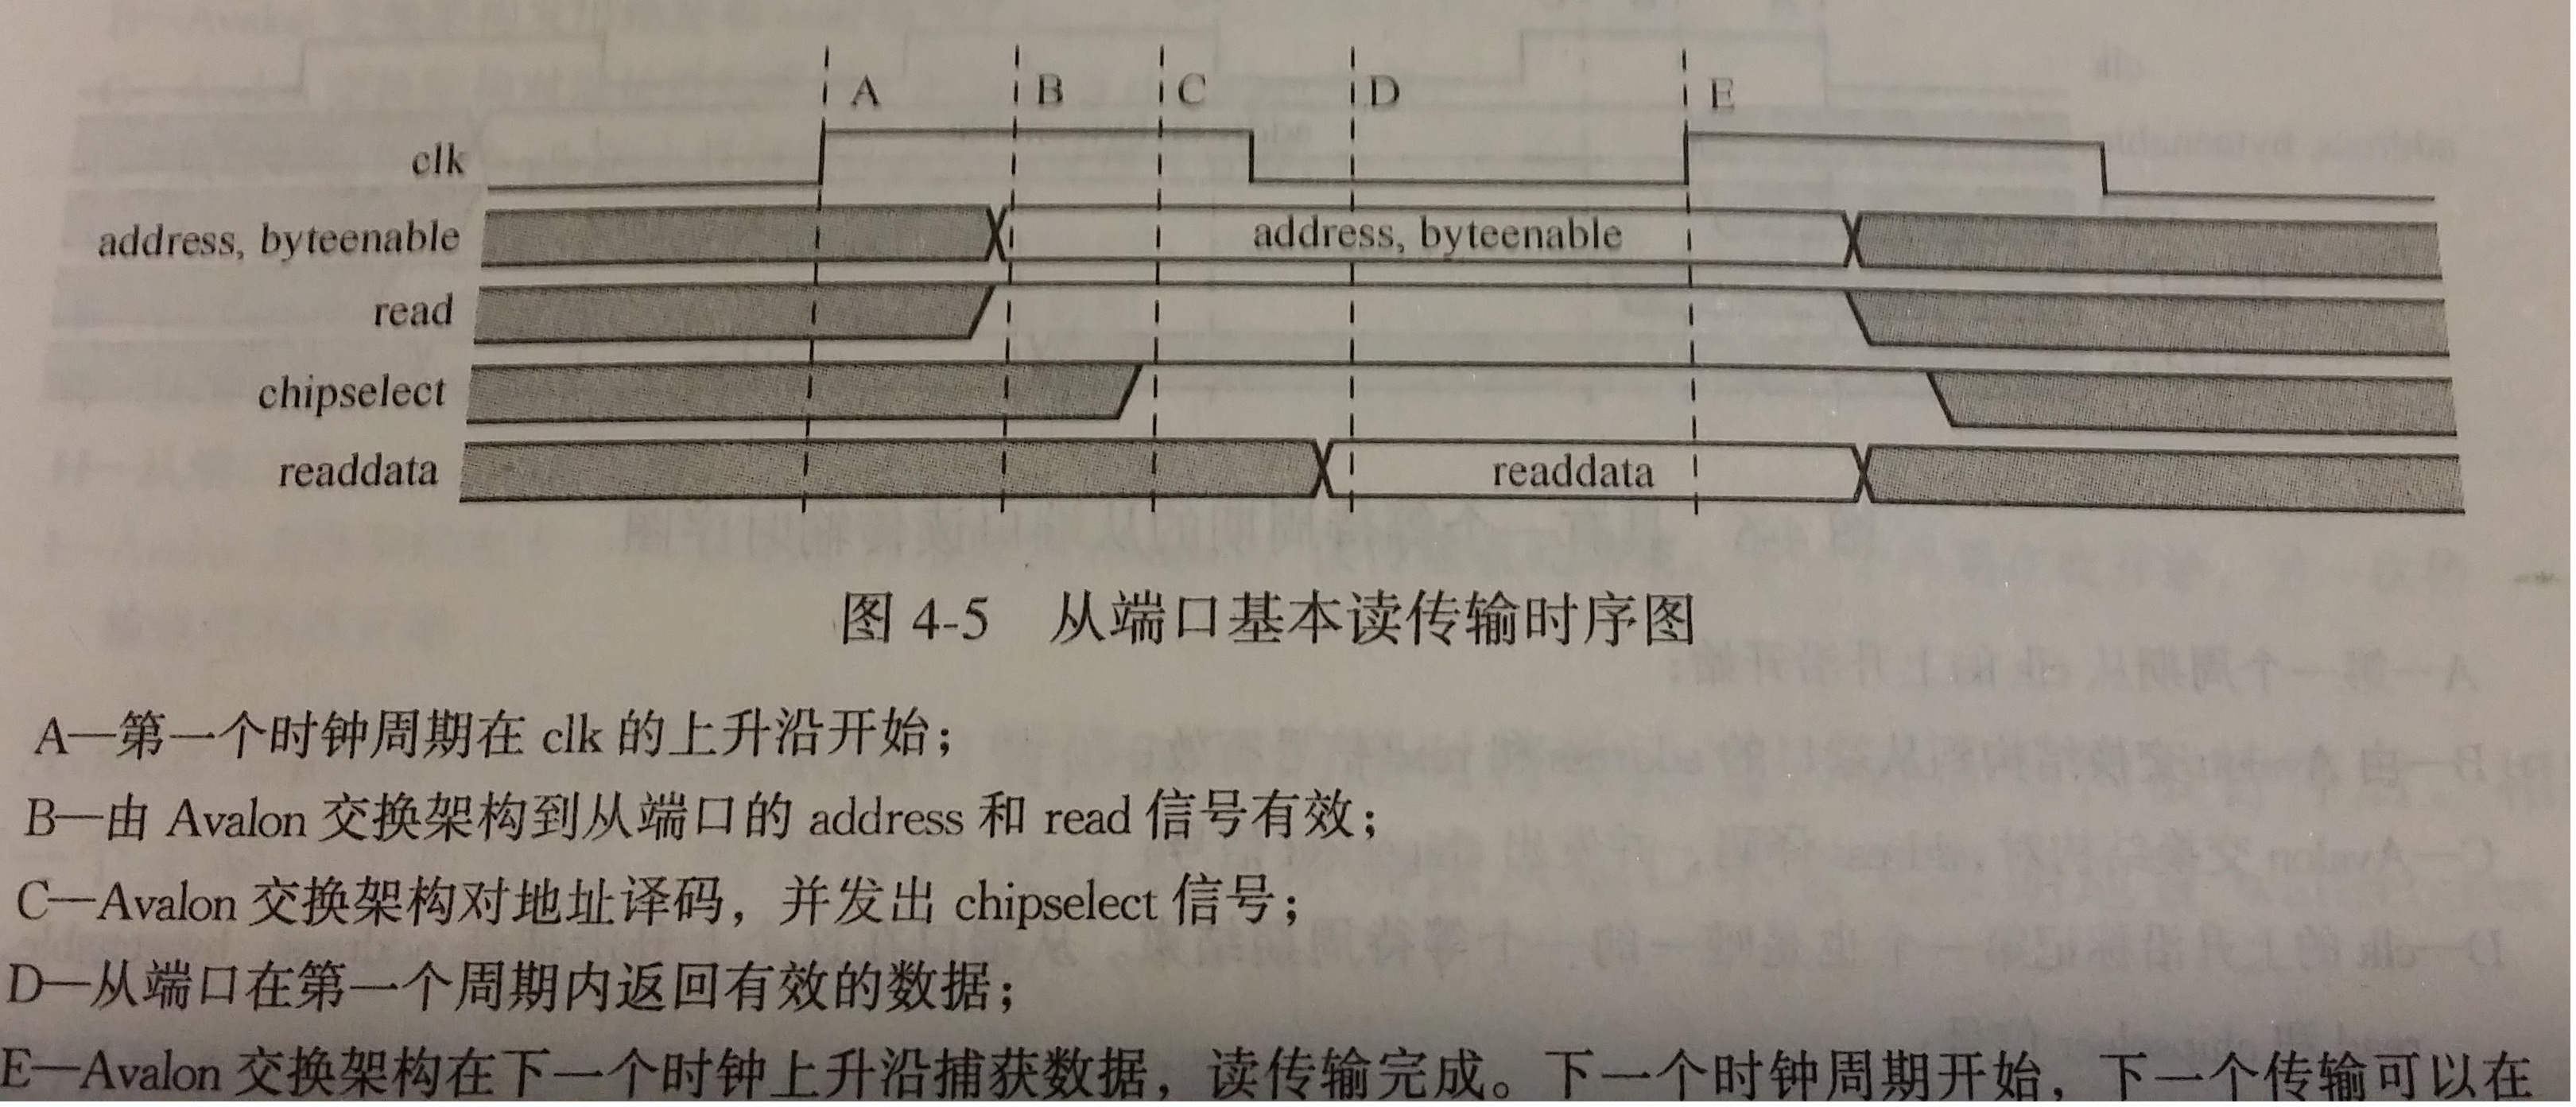 A B C D E
clk
address, byteenable address, byteenable
read
chipselect
readdata readdata
图 4-5 从端口基本读传输时序图
A—第一个时钟周期在 clk 的上升沿开始;
B—由 Avalon 交换架构到从端口的 address 和 read 信号有效;
C—Avalon 交换架构对地址译码，并发出 chipselect 信号;
D—从端口在第一个周期内返回有效的数据;
E—Avalon 交换架构在下一个时钟上升沿捕获数据，读传输完成。下一个时钟周期开始，下一个传输可以在